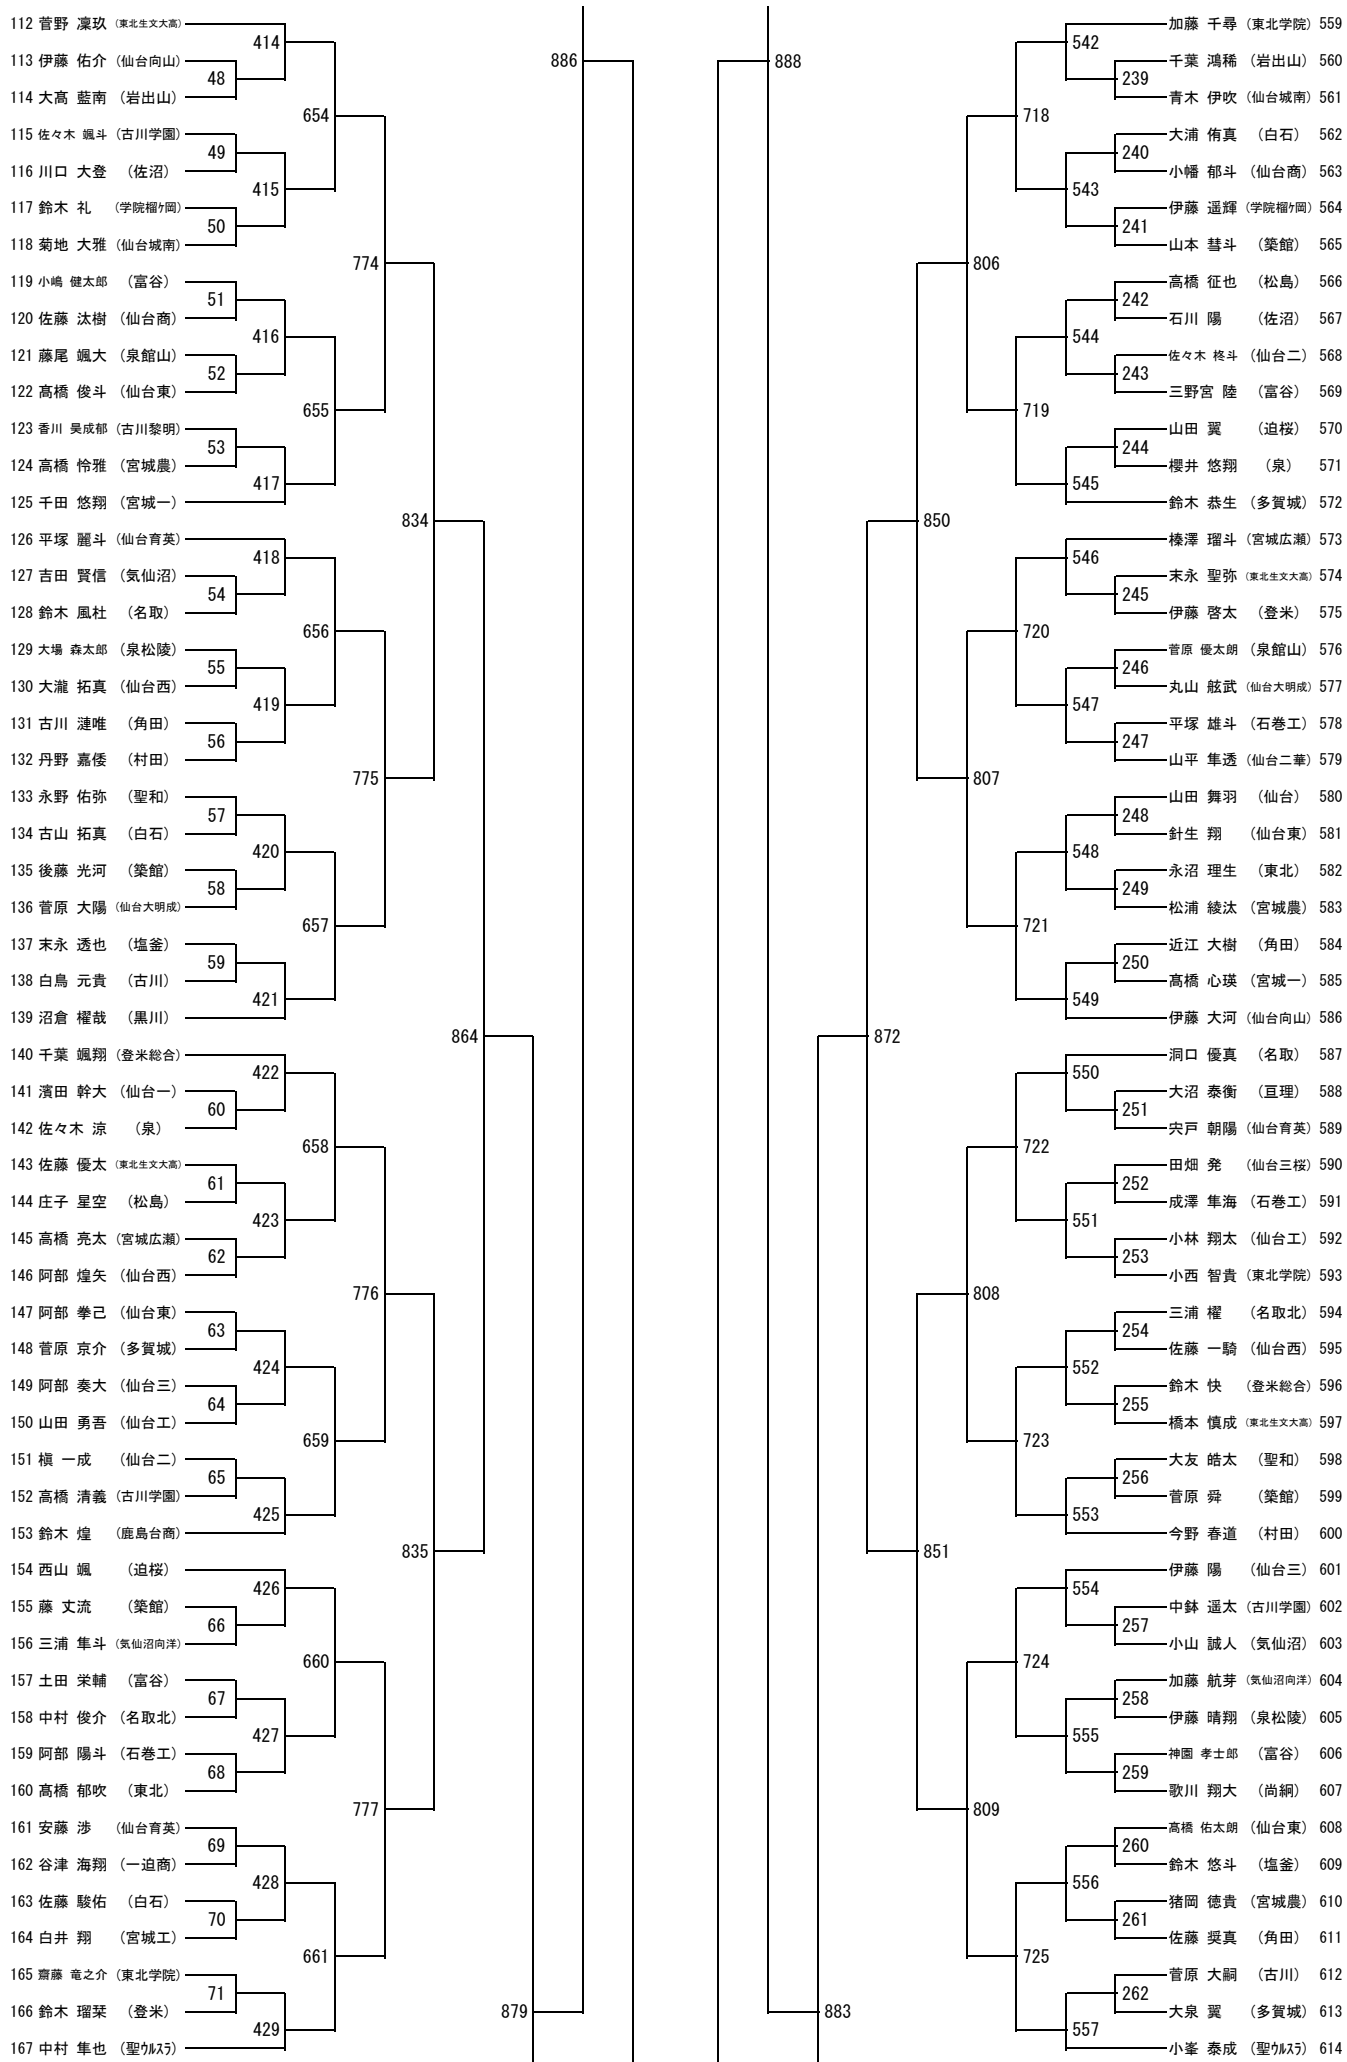 112 菅野 凜玖 (東北生文大高)
113 伊藤 佑介 (仙台向山)
114 大髙 藍南 (岩出山)
115 佐々木 颯斗 (古川学園)
116 川口 大登 (佐沼)
117 鈴木 礼 (学院榴ケ岡)
118 菊地 大雅 (仙台城南)
119 小嶋 健太郎 (富谷)
120 佐藤 汰樹 (仙台商)
121 藤尾 颯大 (泉館山)
122 髙橋 俊斗 (仙台東)
123 香川 昊成郁 (古川黎明)
124 高橋 怜雅 (宮城農)
125 千田 悠翔 (宮城一)
126 平塚 麗斗 (仙台育英)
127 吉田 賢信 (気仙沼)
128 鈴木 風杜 (名取)
129 大場 森太郎 (泉松陵)
130 大瀧 拓真 (仙台西)
131 古川 漣唯 (角田)
132 丹野 嘉倭 (村田)
133 永野 佑弥 (聖和)
134 古山 拓真 (白石)
135 後藤 光河 (築館)
136 菅原 大陽 (仙台大明成)
137 末永 透也 (塩釜)
138 白鳥 元貴 (古川)
139 沼倉 櫂哉 (黒川)
140 千葉 颯翔 (登米総合)
141 濱田 幹大 (仙台一)
142 佐々木 涼 (泉)
143 佐藤 優太 (東北生文大高)
144 庄子 星空 (松島)
145 高橋 亮太 (宮城広瀬)
146 阿部 煌矢 (仙台西)
147 阿部 拳己 (仙台東)
148 菅原 京介 (多賀城)
149 阿部 奏大 (仙台三)
150 山田 勇吾 (仙台工)
151 槇 一成 (仙台二)
152 高橋 清義 (古川学園)
153 鈴木 煌 (鹿島台商)
154 西山 颯 (迫桜)
155 藤 丈流 (築館)
156 三浦 隼斗 (気仙沼向洋)
157 土田 栄輔 (富谷)
158 中村 俊介 (名取北)
159 阿部 陽斗 (石巻工)
160 髙橋 郁吹 (東北)
161 安藤 渉 (仙台育英)
162 谷津 海翔 (一迫商)
163 佐藤 駿佑 (白石)
164 白井 翔 (宮城工)
165 齋藤 竜之介 (東北学院)
166 鈴木 瑠栞 (登米)
167 中村 隼也 (聖ウルスラ)
48
49
50
51
52
53
54
55
56
57
58
59
60
61
62
63
64
65
66
67
68
69
70
71
414
415
416
417
418
419
420
421
422
423
424
425
426
427
428
429
654
655
656
657
658
659
660
661
774
775
776
777
834
835
864
879
886
888
883
872
850
851
806
807
808
809
718
719
720
721
722
723
724
725
542
543
544
545
546
547
548
549
550
551
552
553
554
555
556
557
239
240
241
242
243
244
245
246
247
248
249
250
251
252
253
254
255
256
257
258
259
260
261
262
加藤 千尋 (東北学院) 559
千葉 鴻稀 (岩出山) 560
青木 伊吹 (仙台城南) 561
大浦 侑真 (白石) 562
小幡 郁斗 (仙台商) 563
伊藤 遥輝 (学院榴ケ岡) 564
山本 彗斗 (築館) 565
高橋 征也 (松島) 566
石川 陽 (佐沼) 567
佐々木 柊斗 (仙台二) 568
三野宮 陸 (富谷) 569
山田 翼 (迫桜) 570
櫻井 悠翔 (泉) 571
鈴木 恭生 (多賀城) 572
榛澤 瑠斗 (宮城広瀬) 573
末永 聖弥 (東北生文大高) 574
伊藤 啓太 (登米) 575
菅原 優太朗 (泉館山) 576
丸山 舷武 (仙台大明成) 577
平塚 雄斗 (石巻工) 578
山平 隼透 (仙台二華) 579
山田 舞羽 (仙台) 580
針生 翔 (仙台東) 581
永沼 理生 (東北) 582
松浦 綾汰 (宮城農) 583
近江 大樹 (角田) 584
髙橋 心瑛 (宮城一) 585
伊藤 大河 (仙台向山) 586
洞口 優真 (名取) 587
大沼 泰衡 (亘理) 588
宍戸 朝陽 (仙台育英) 589
田畑 発 (仙台三桜) 590
成澤 隼海 (石巻工) 591
小林 翔太 (仙台工) 592
小西 智貴 (東北学院) 593
三浦 櫂 (名取北) 594
佐藤 一騎 (仙台西) 595
鈴木 快 (登米総合) 596
橋本 慎成 (東北生文大高) 597
大友 皓太 (聖和) 598
菅原 舜 (築館) 599
今野 春道 (村田) 600
伊藤 陽 (仙台三) 601
中鉢 遥太 (古川学園) 602
小山 誠人 (気仙沼) 603
加藤 航芽 (気仙沼向洋) 604
伊藤 晴翔 (泉松陵) 605
神園 孝士郎 (富谷) 606
歌川 翔大 (尚絅) 607
髙橋 佑太朗 (仙台東) 608
鈴木 悠斗 (塩釜) 609
猪岡 徳貴 (宮城農) 610
佐藤 奨真 (角田) 611
菅原 大嗣 (古川) 612
大泉 翼 (多賀城) 613
小峯 泰成 (聖ウルスラ) 614